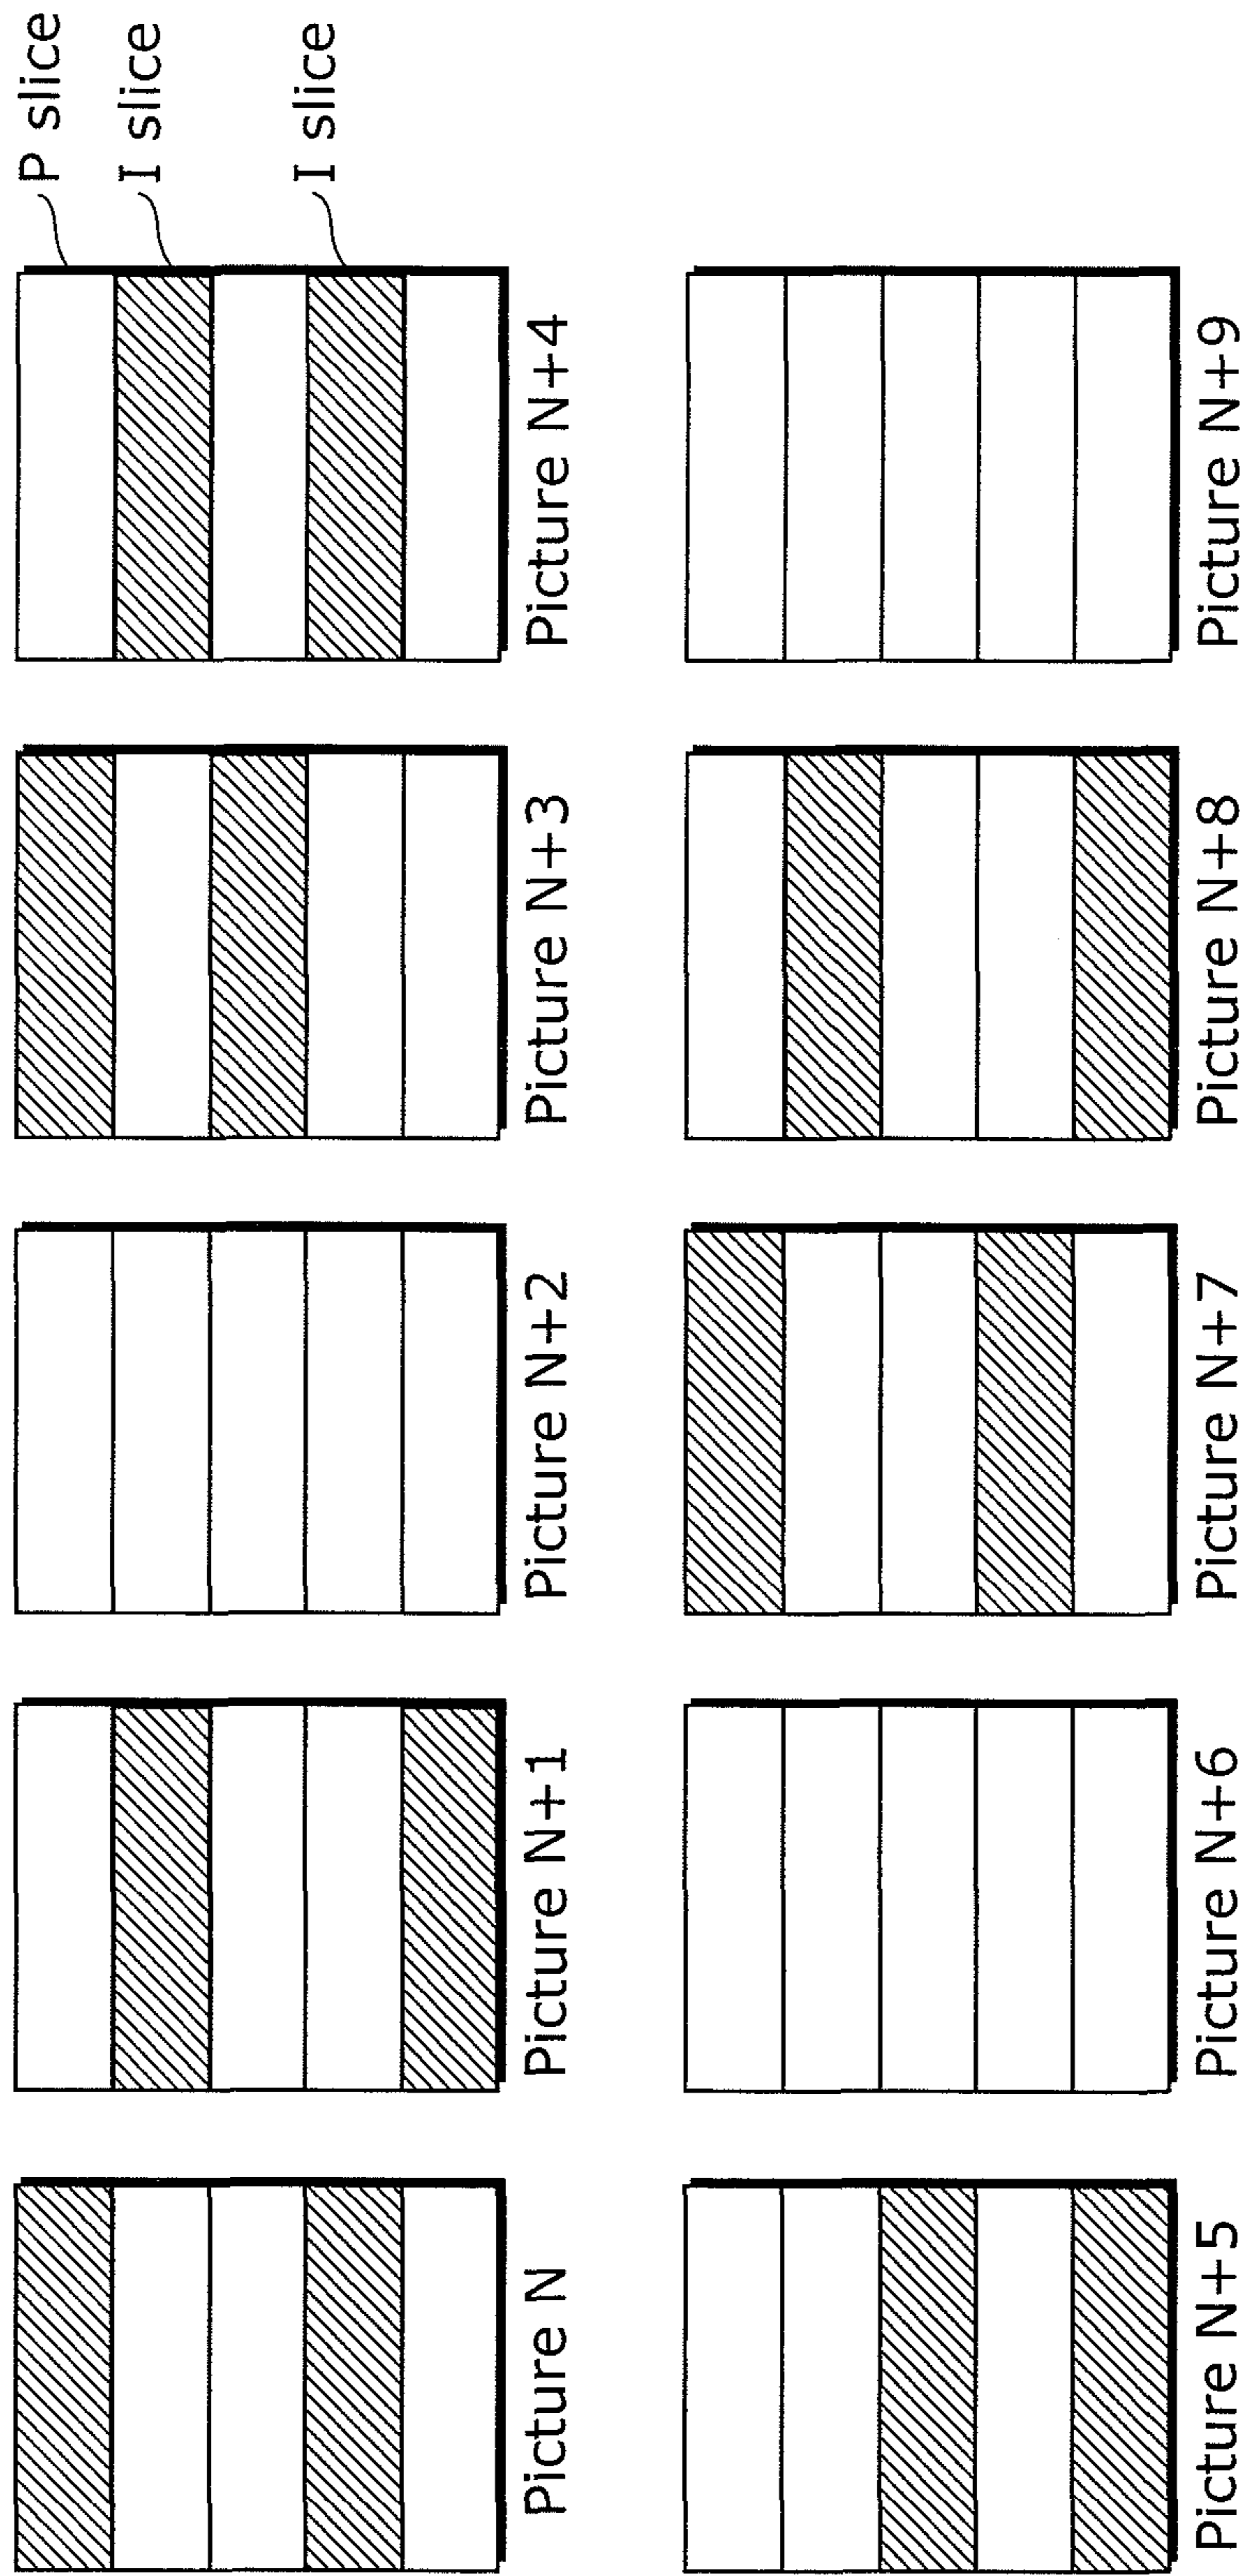 P slice
I slice
I slice
Picture N
Picture N+1
Picture N+2
Picture N+3
Picture N+4
Picture N+5
Picture N+6
Picture N+7
Picture N+8
Picture N+9